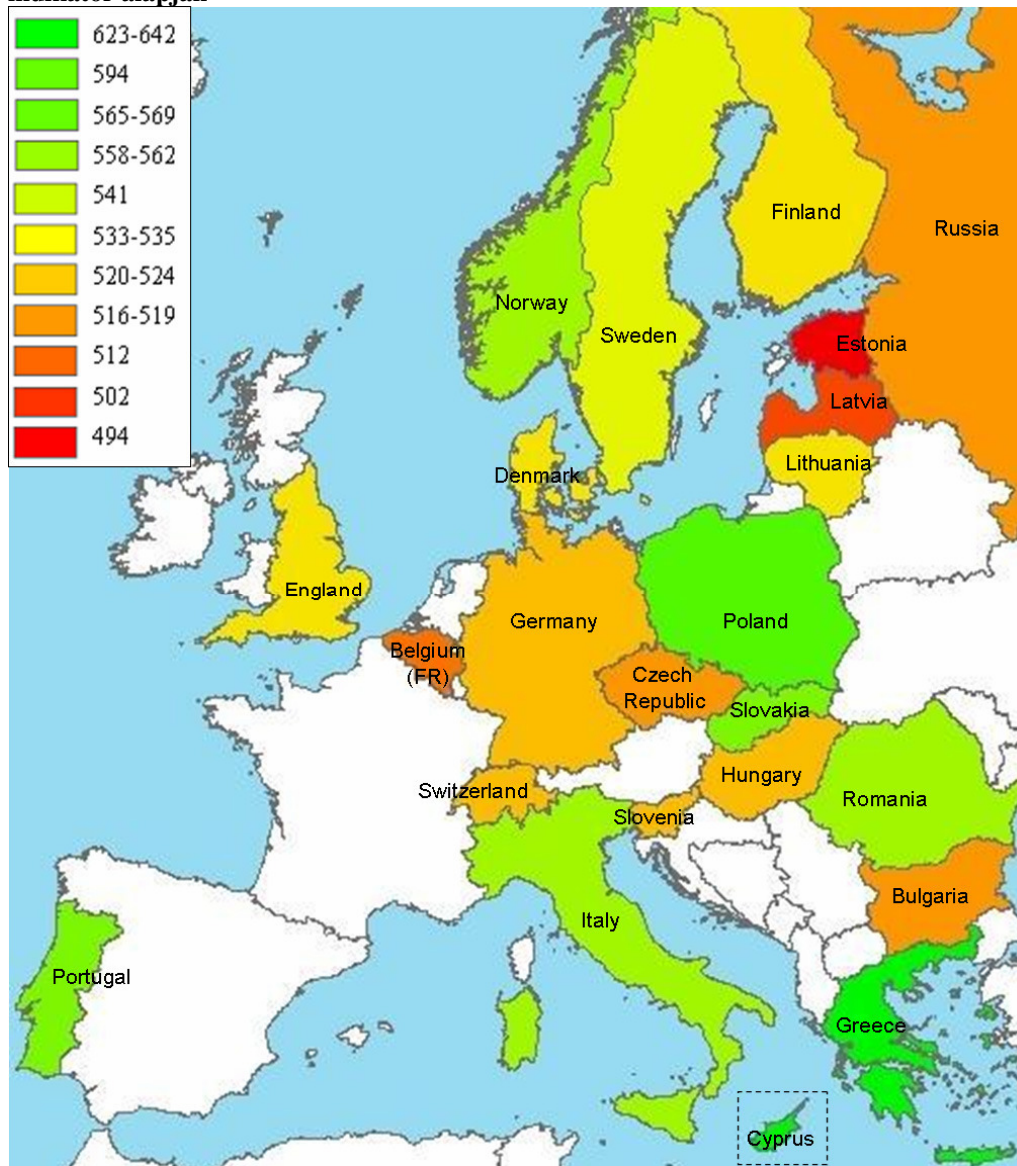 indikátor alapján
623-642
594
565-569
558-562
541
533-535
520-524
516-519
512
502
494
Finland
Russia
Norway
Sweden
Estonia
Latvia
Lithuania
Denmark
England
Germany
Poland
Belgium
(FR)
Czech
Republic
Slovakia
Switzerland
Hungary
Slovenia
Romania
Bulgaria
Italy
Portugal
Greece
Cyprus